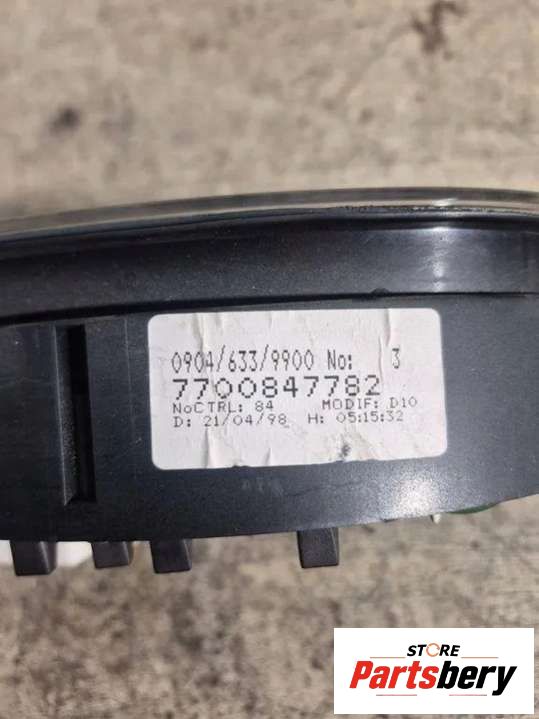 0904/633/9900 No: 3
7700847782
NoCTRL: 84 MODIF: D10
D: 21/04/98 H: 05:15:32
STORE
Partsbery